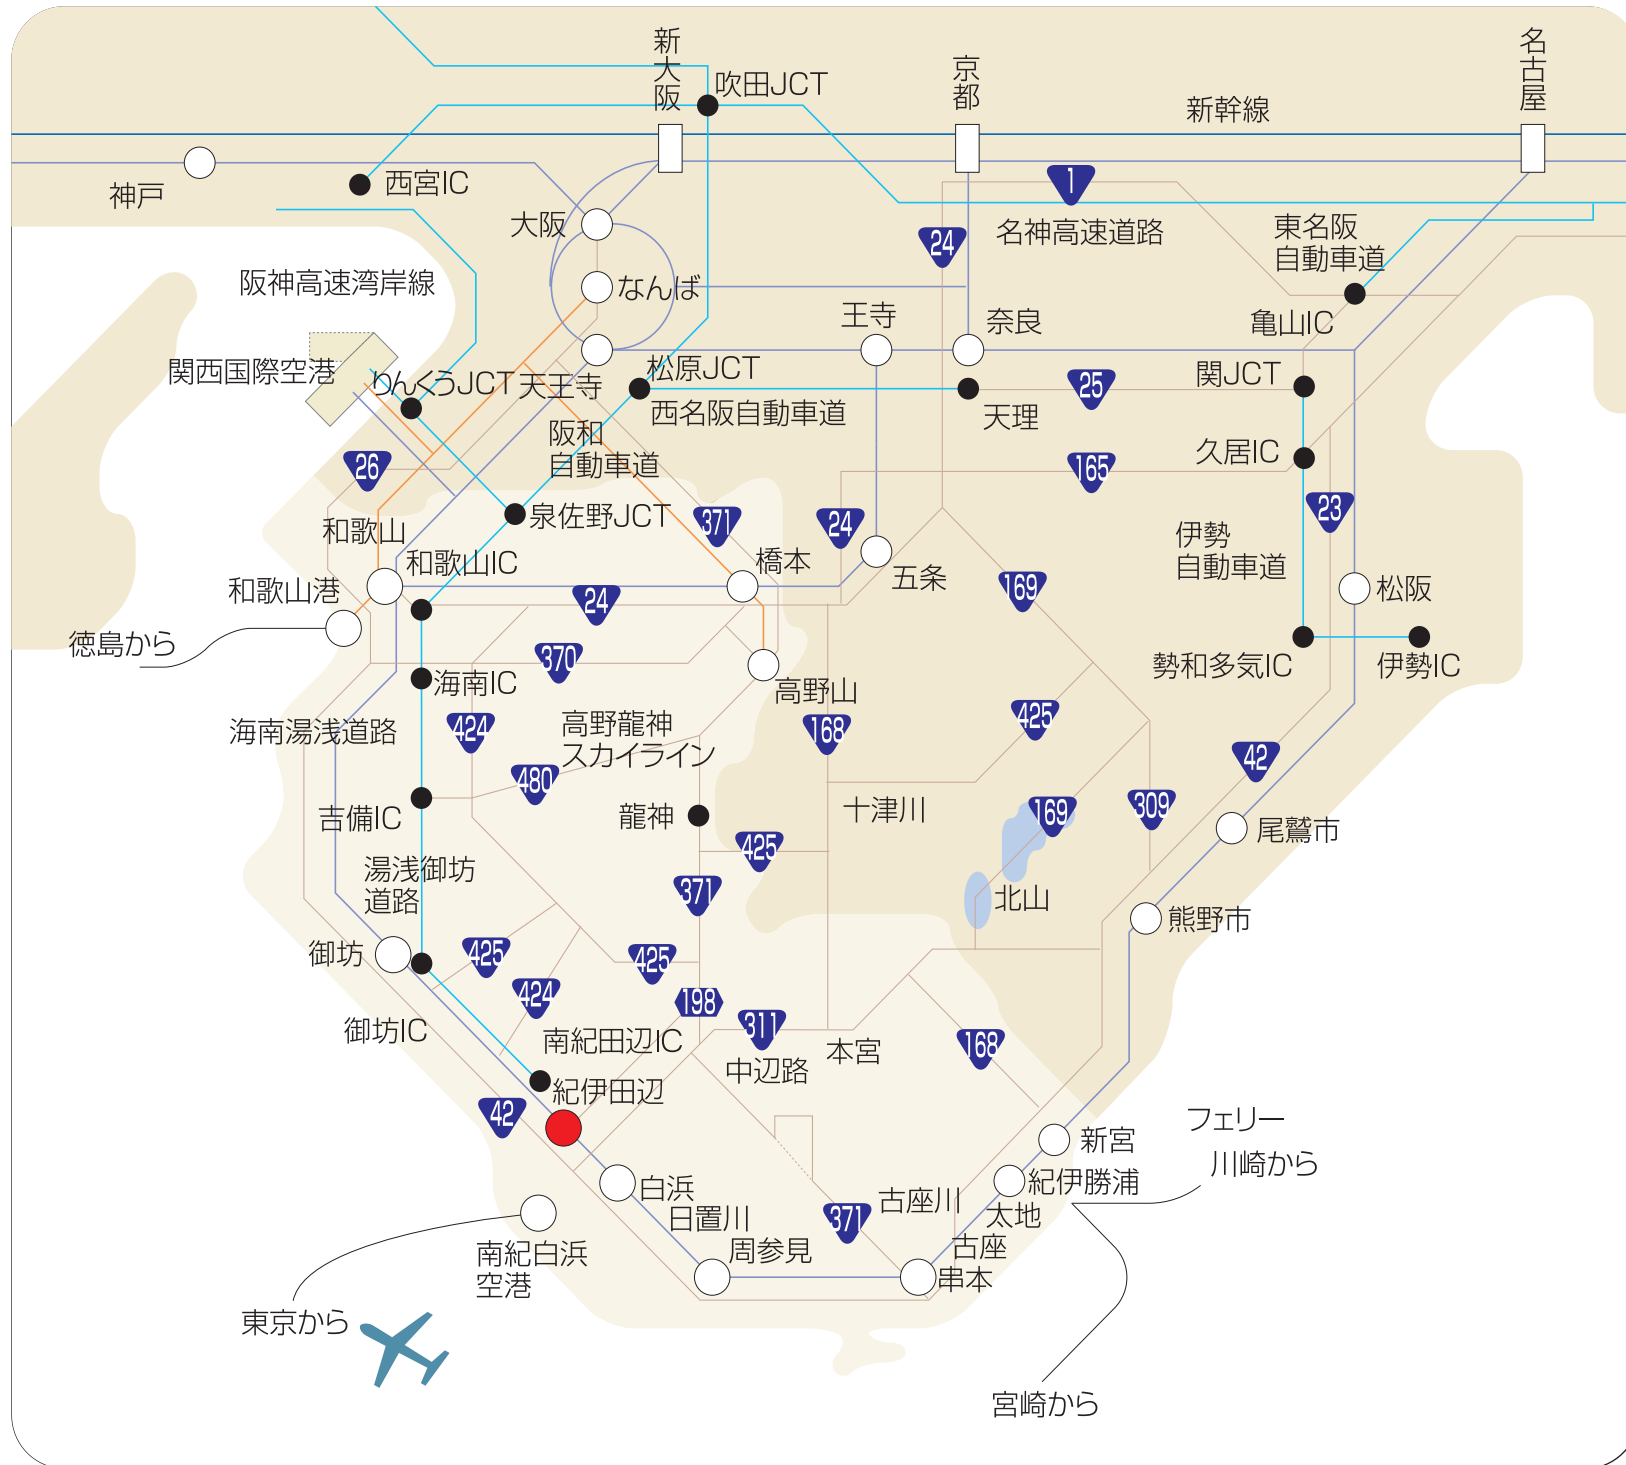 新大阪
京都
名古屋
吹田JCT
新幹線
西宮IC
神戸
1
大阪
24
名神高速道路
東名阪
自動車道
阪神高速湾岸線
なんば
王寺
奈良
亀山IC
関西国際空港
りんくうJCT
天王寺
松原JCT
関JCT
25
西名阪自動車道
天理
阪和
自動車道
久居IC
26
165
和歌山
泉佐野JCT
371
24
23
伊勢
自動車道
和歌山IC
橋本
五条
和歌山港
24
169
松阪
徳島から
370
勢和多気IC
伊勢IC
海南IC
高野山
海南湯浅道路
424
高野龍神
スカイライン
168
425
42
480
吉備IC
龍神
十津川
169
309
尾鷲市
425
湯浅御坊
道路
371
北山
熊野市
御坊
425
425
424
198
311
御坊IC
南紀田辺IC
中辺路
本宮
168
紀伊田辺
42
フェリー
新宮
川崎から
白浜
紀伊勝浦
日置川
古座川
太地
371
南紀白浜
空港
周参見
古座
串本
東京から
宮崎から